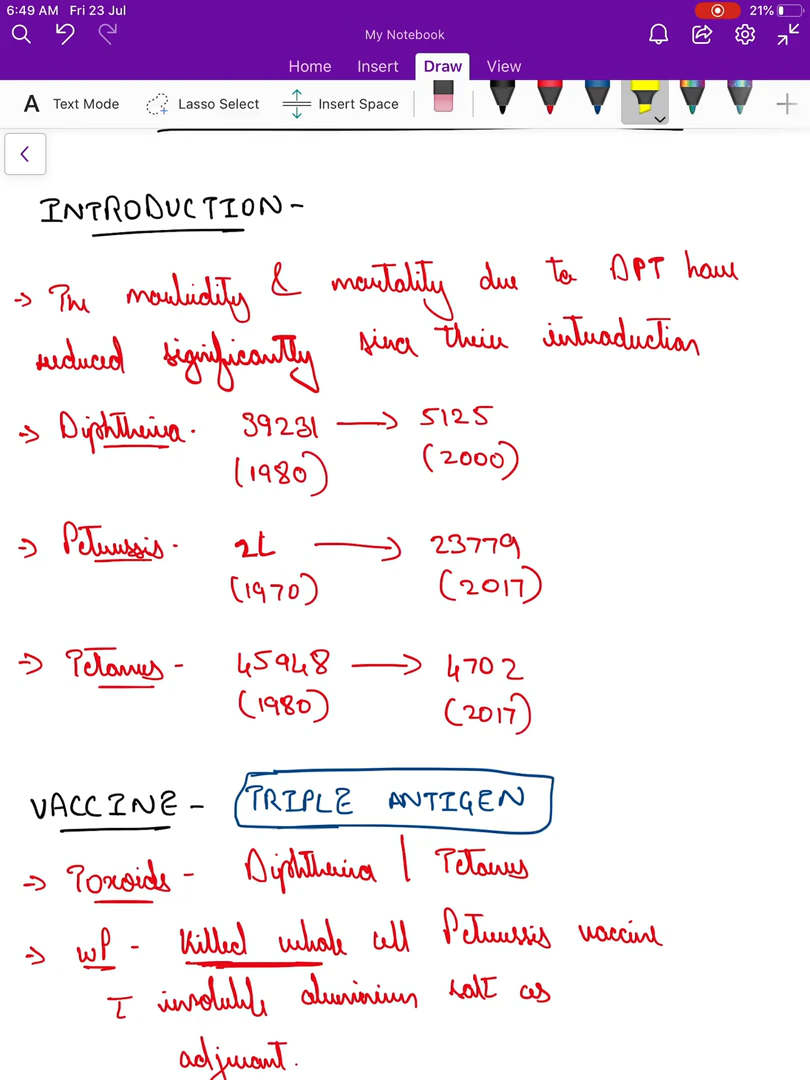 6:49 AM Fri 23 Jul 21%
My Notebook
Home Insert Draw View
A Text Mode Lasso Select Insert Space
INTRODUCTION -
→ The morbidity & mortality due to DPT have
reduced significantly since their introduction
→ Diphtheria - 39231 → 5125
(1980) (2000)
→ Pertussis - 2L → 23779
(1970) (2017)
→ Tetanus - 45948 → 4702
(1980) (2017)
VACCINE - TRIPLE ANTIGEN
→ Toxoids - Diphtheria | Tetanus
→ wP - Killed whole cell Pertussis vaccine
c̄ insoluble aluminium salt as
adjuvant.